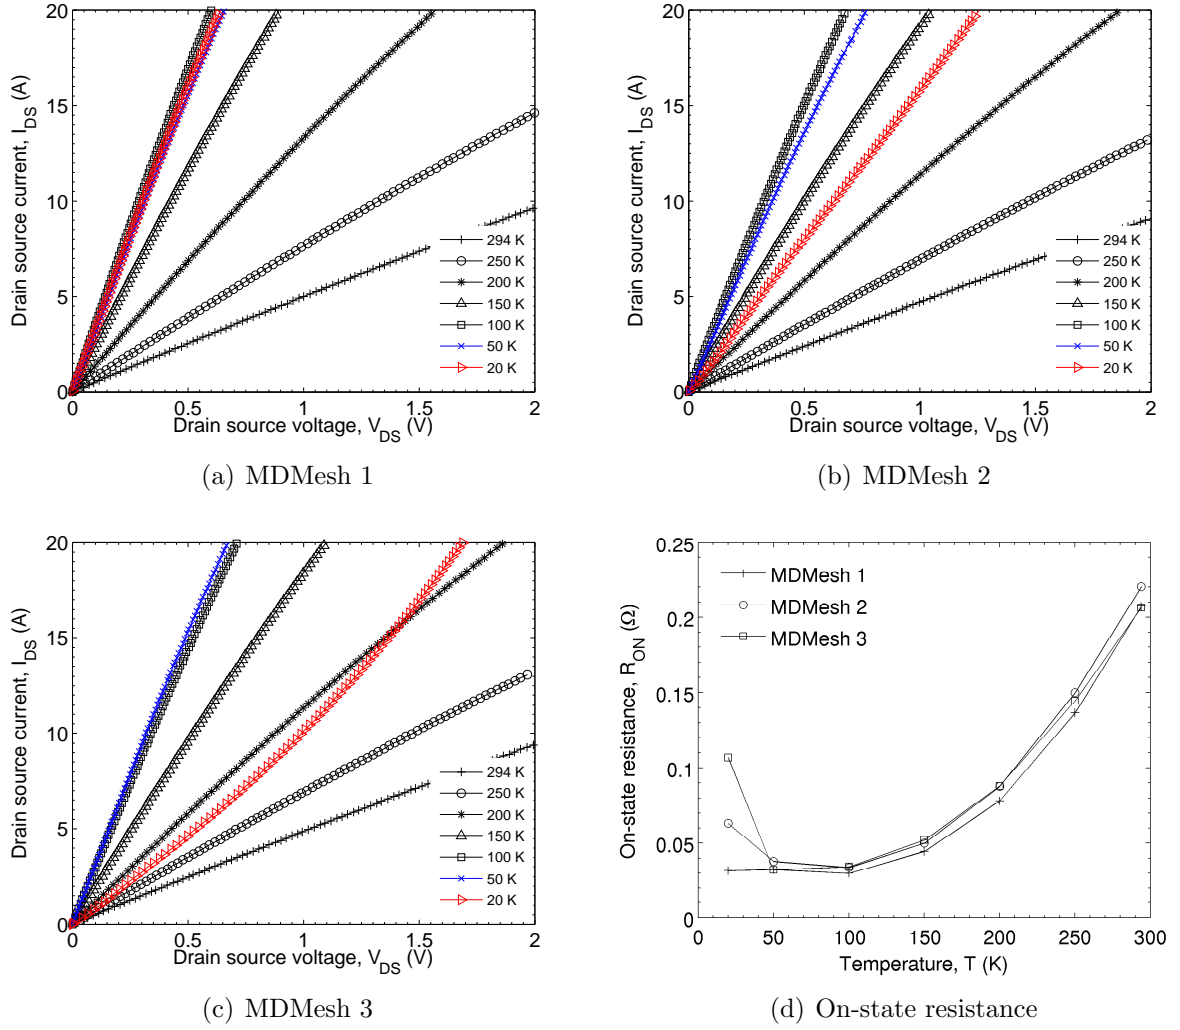 20
15
10
5
0
Drain source current, I_DS (A)
294 K
250 K
200 K
150 K
100 K
50 K
20 K
0 0.5 1 1.5 2
Drain source voltage, V_DS (V)
(a) MDMesh 1
20
15
10
5
0
Drain source current, I_DS (A)
294 K
250 K
200 K
150 K
100 K
50 K
20 K
0 0.5 1 1.5 2
Drain source voltage, V_DS (V)
(b) MDMesh 2
20
15
10
5
0
Drain source current, I_DS (A)
294 K
250 K
200 K
150 K
100 K
50 K
20 K
0 0.5 1 1.5 2
Drain source voltage, V_DS (V)
(c) MDMesh 3
0.25
0.2
0.15
0.1
0.05
0
On-state resistance, R_ON (Ω)
MDMesh 1
MDMesh 2
MDMesh 3
0 50 100 150 200 250 300
Temperature, T (K)
(d) On-state resistance